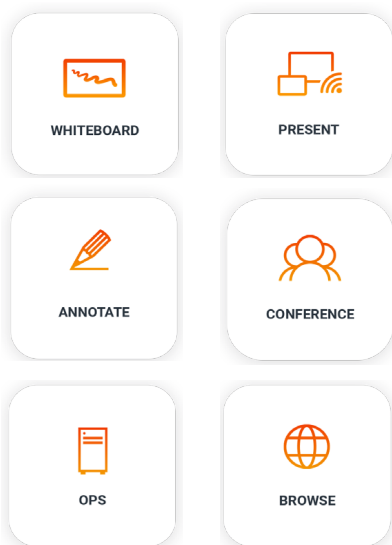 WHITEBOARD
PRESENT
ANNOTATE
CONFERENCE
OPS
BROWSE